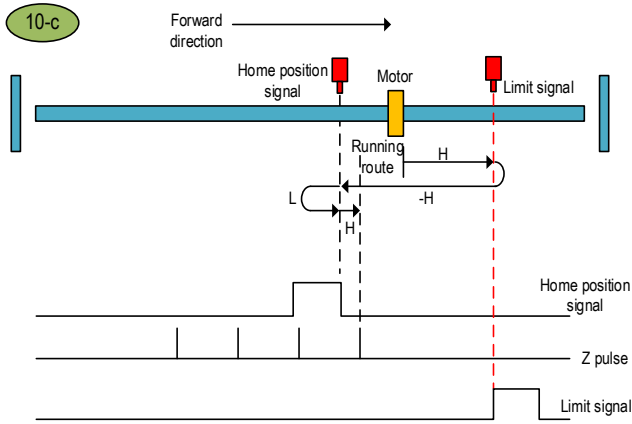 10-c
Forward
direction
Home position
signal
Motor
Limit signal
Running
route
H
-H
L
H
Home position
signal
Z pulse
Limit signal